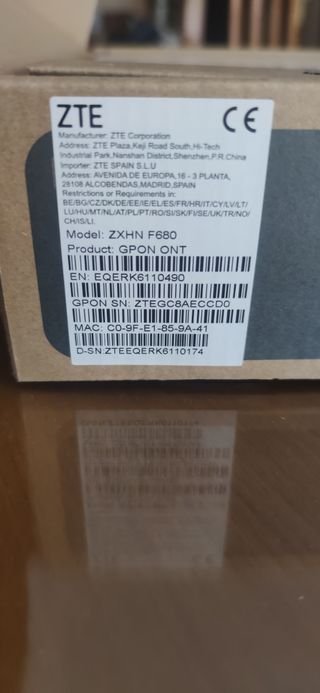 ZTE CE
Manufacturer: ZTE Corporation
Address: ZTE Plaza,Keji Road South,Hi-Tech
Industrial Park,Nanshan District,Shenzhen,P.R.China
Importer: ZTE SPAIN S.L.U
Address: AVENIDA DE EUROPA,16 - 3 PLANTA,
28108 ALCOBENDAS,MADRID,SPAIN
Restrictions or Requirements in:
BE/BG/CZ/DK/DE/EE/IE/EL/ES/FR/HR/IT/CY/LV/LT/
LU/HU/MT/NL/AT/PL/PT/RO/SI/SK/FI/SE/UK/TR/NO/
CH/IS/LI.
Model: ZXHN F680
Product: GPON ONT
EN: EQERK6110490
GPON SN: ZTEGC8AECCD0
MAC: C0-9F-E1-85-9A-41
D-SN:ZTEEQERK6110174